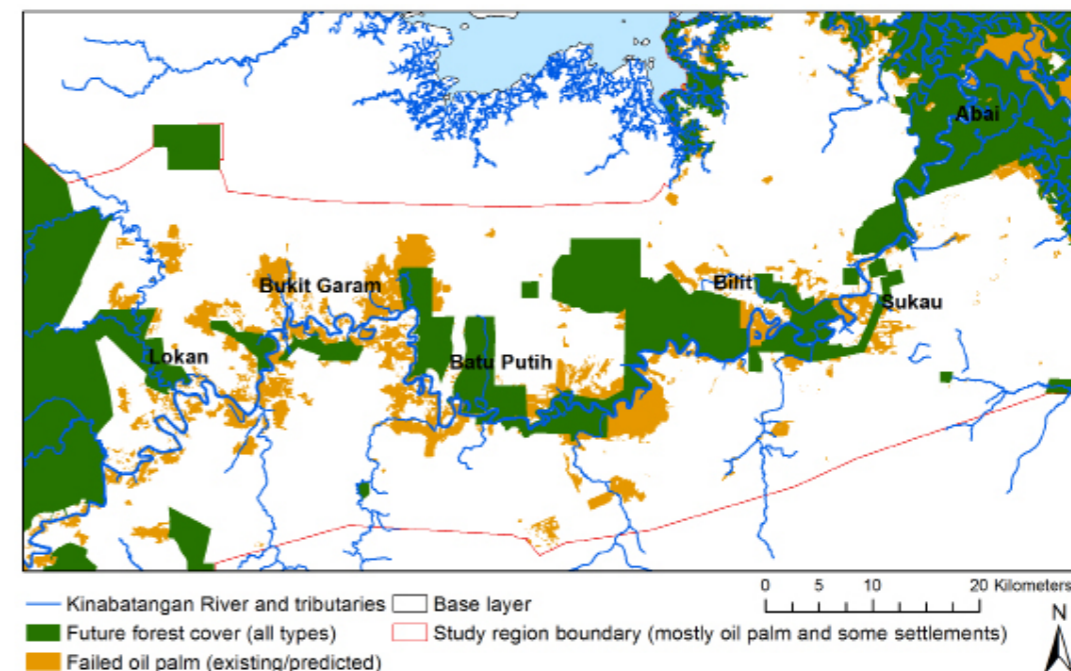 Abai
Bukit Garam
Bilit
Sukau
Lokan
Batu Putih
0 5 10 20 Kilometers
Kinabatangan River and tributaries
Base layer
N
Future forest cover (all types)
Study region boundary (mostly oil palm and some settlements)
Failed oil palm (existing/predicted)